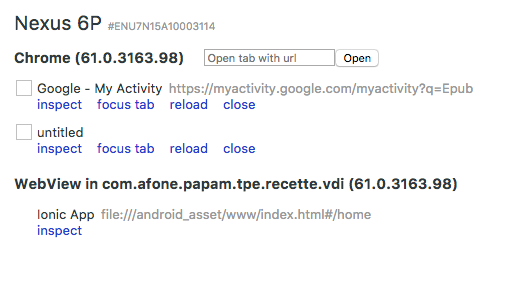 Nexus 6P #ENU7N15A10003114
Chrome (61.0.3163.98) Open tab with url Open
Google - My Activity https://myactivity.google.com/myactivity?q=Epub
inspect focus tab reload close
untitled
inspect focus tab reload close
WebView in com.afone.papam.tpe.recette.vdi (61.0.3163.98)
Ionic App file:///android_asset/www/index.html#/home
inspect